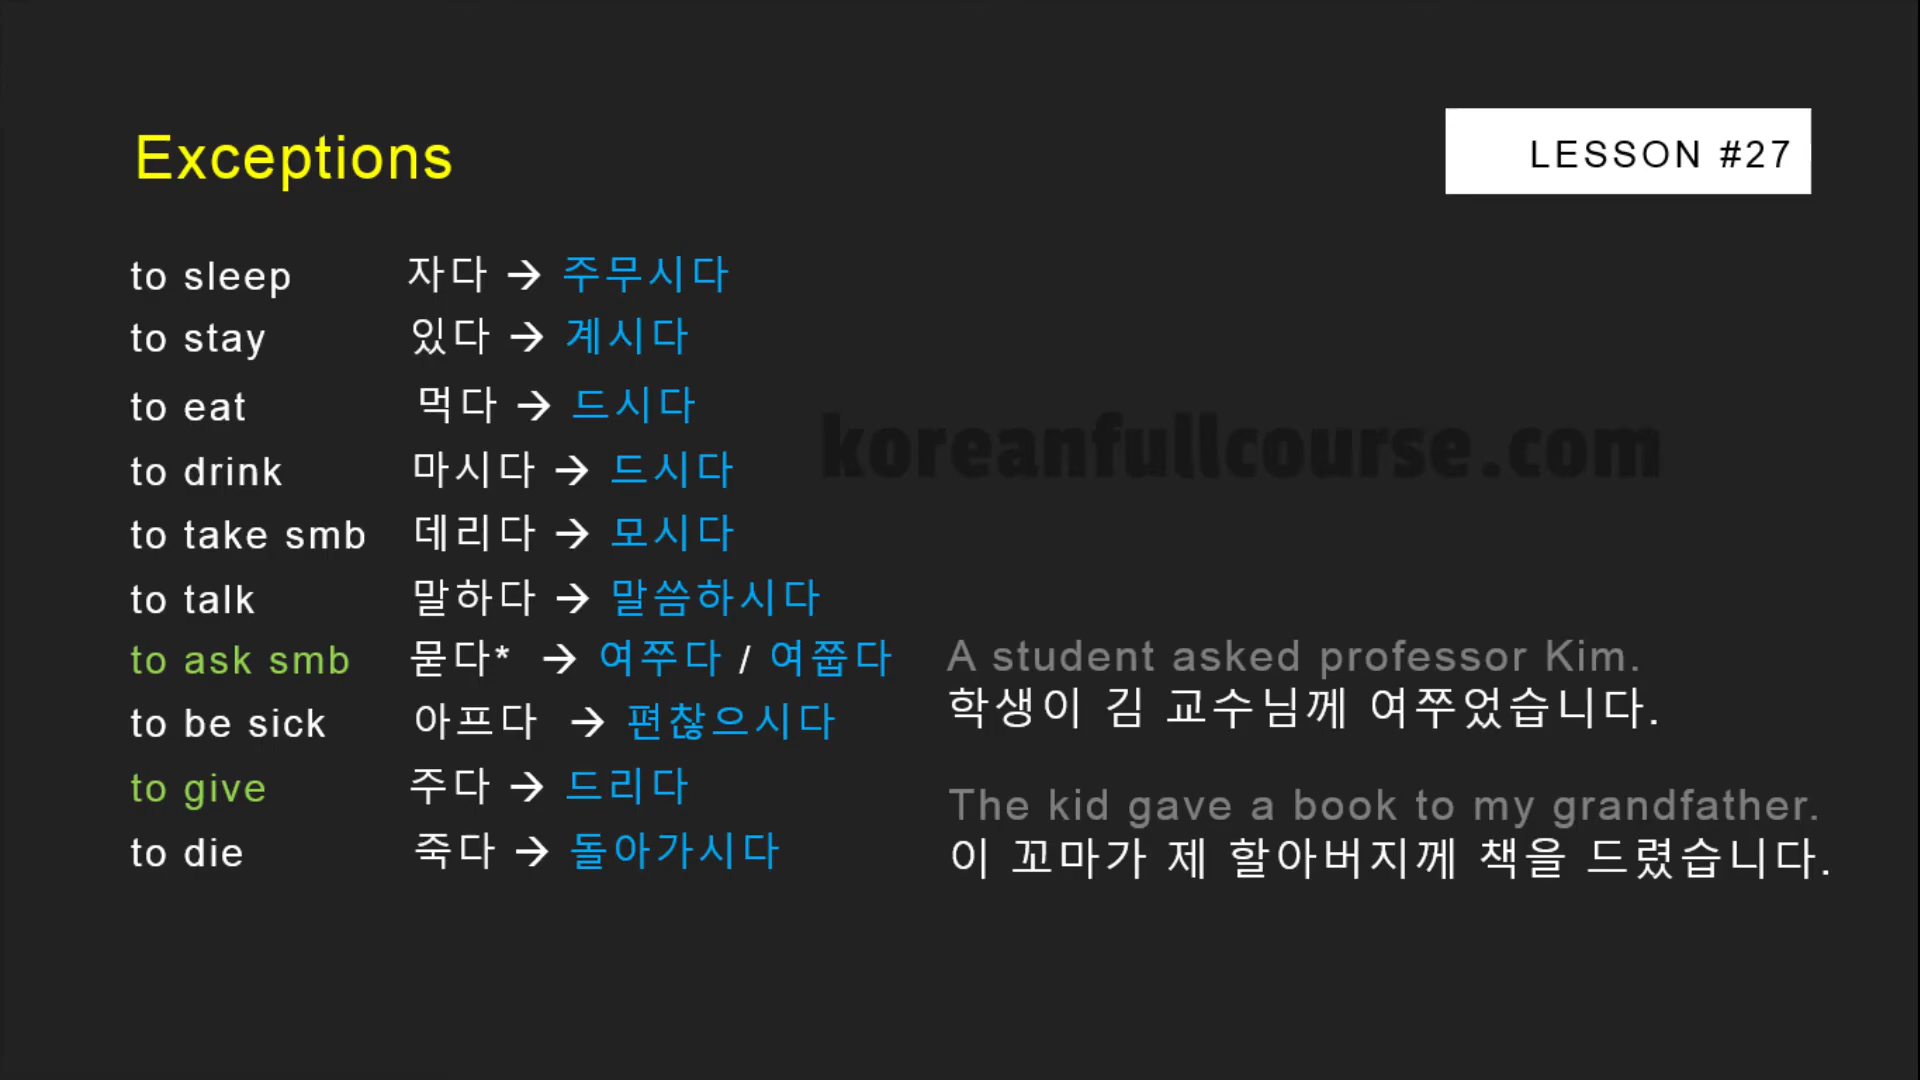 Exceptions
LESSON #27
to sleep 자다 → 주무시다
to stay 있다 → 계시다
to eat 먹다 → 드시다
koreanfullcourse.com
to drink 마시다 → 드시다
to take smb 데리다 → 모시다
to talk 말하다 → 말씀하시다
to ask smb 묻다* → 여쭈다 / 여쭙다
to be sick 아프다 → 편찮으시다
to give 주다 → 드리다
to die 죽다 → 돌아가시다
A student asked professor Kim.
학생이 김 교수님께 여쭈었습니다.
The kid gave a book to my grandfather.
이 꼬마가 제 할아버지께 책을 드렸습니다.